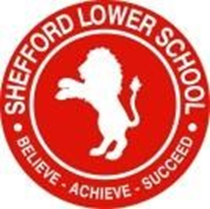 SHEFFORD LOWER SCHOOL
• BELIEVE - ACHIEVE - SUCCEED •